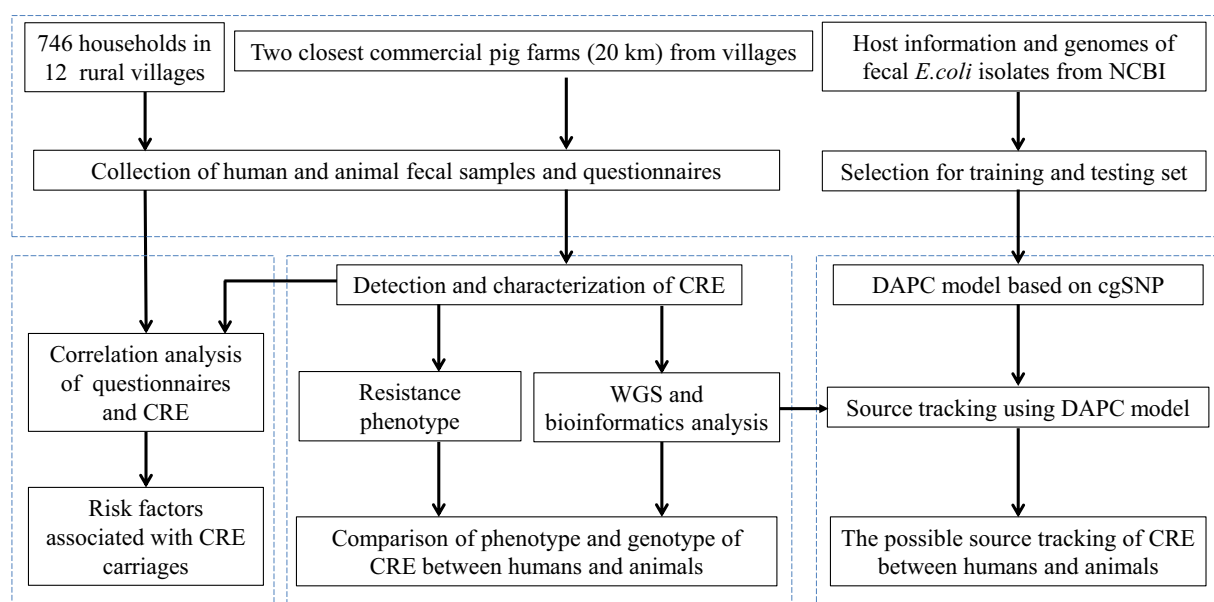 746 households in
12 rural villages
Two closest commercial pig farms (20 km) from villages
Host information and genomes of
fecal E.coli isolates from NCBI
Collection of human and animal fecal samples and questionnaires
Selection for training and testing set
Detection and characterization of CRE
DAPC model based on cgSNP
Correlation analysis
of questionnaires
and CRE
Resistance
phenotype
WGS and
bioinformatics analysis
Source tracking using DAPC model
Risk factors
associated with CRE
carriages
Comparison of phenotype and genotype of
CRE between humans and animals
The possible source tracking of CRE
between humans and animals